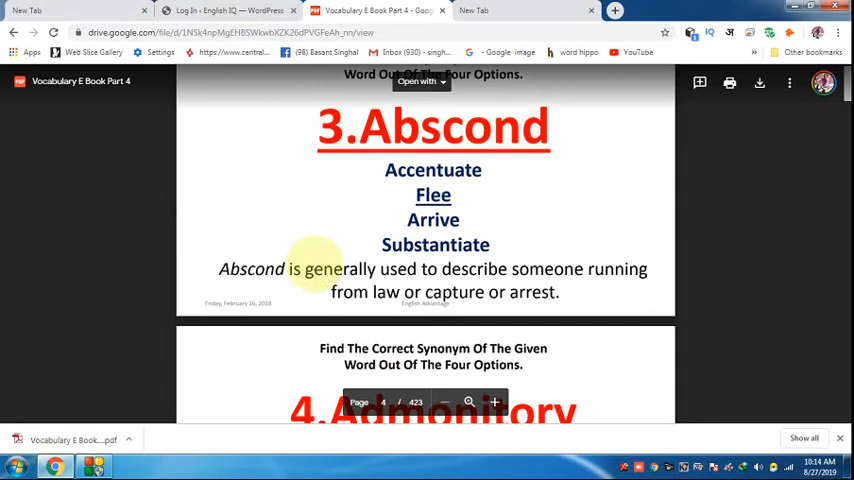 New Tab
Log In ‹ English IQ — WordPress
Vocabulary E Book Part 4 - Goog
New Tab
drive.google.com/file/d/1NSk4npMgEHBSWkwbXZK26dPVGFeAh_nn/view
Apps
Web Slice Gallery
Settings
https://www.central...
(98) Basant Singhal
Inbox (930) - singh...
- Google image
word hippo
YouTube
Other bookmarks
Vocabulary E Book Part 4
Word Out Of The Four Options.
Open with
3.Abscond
Accentuate
Flee
Arrive
Substantiate
Abscond is generally used to describe someone running
from law or capture or arrest.
Friday, February 16, 2018
English Advantage
Find The Correct Synonym Of The Given
Word Out Of The Four Options.
4.Admonitory
Page 4 / 423
Vocabulary E Book....pdf
Show all
10:14 AM
8/27/2019